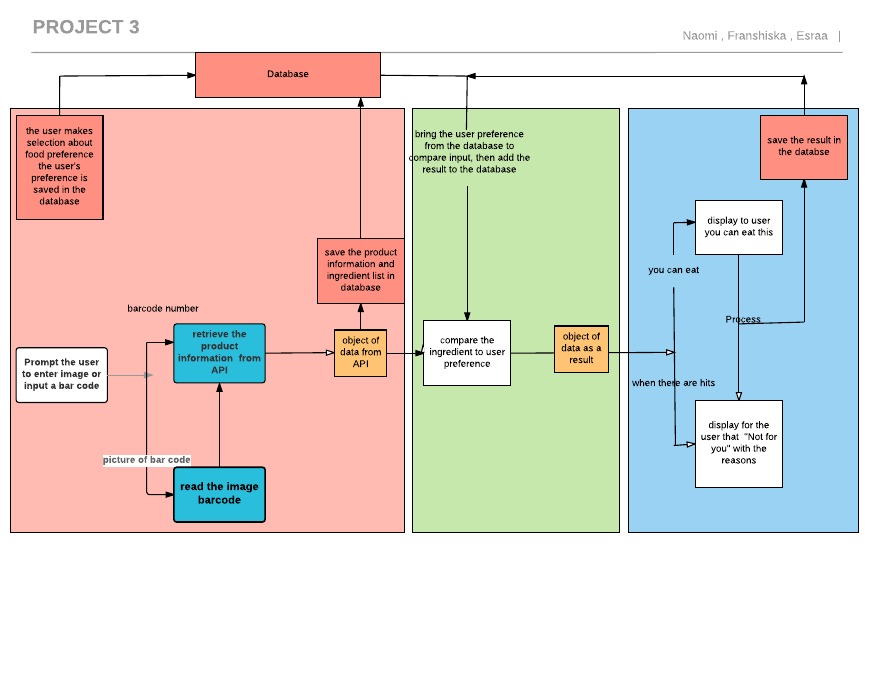 PROJECT 3
Naomi , Franshiska , Esraa |
Database
the user makes
selection about
food preference
the user's
preference is
saved in the
database
bring the user preference
from the database to
compare input, then add the
result to the database
save the result in
the databse
display to user
you can eat this
save the product
information and
ingredient list in
database
you can eat
barcode number
Process
retrieve the
product
information from
API
object of
data from
API
compare the
ingredient to user
preference
object of
data as a
result
Prompt the user
to enter image or
input a bar code
when there are hits
display for the
user that "Not for
you" with the
reasons
picture of bar code
read the image
barcode